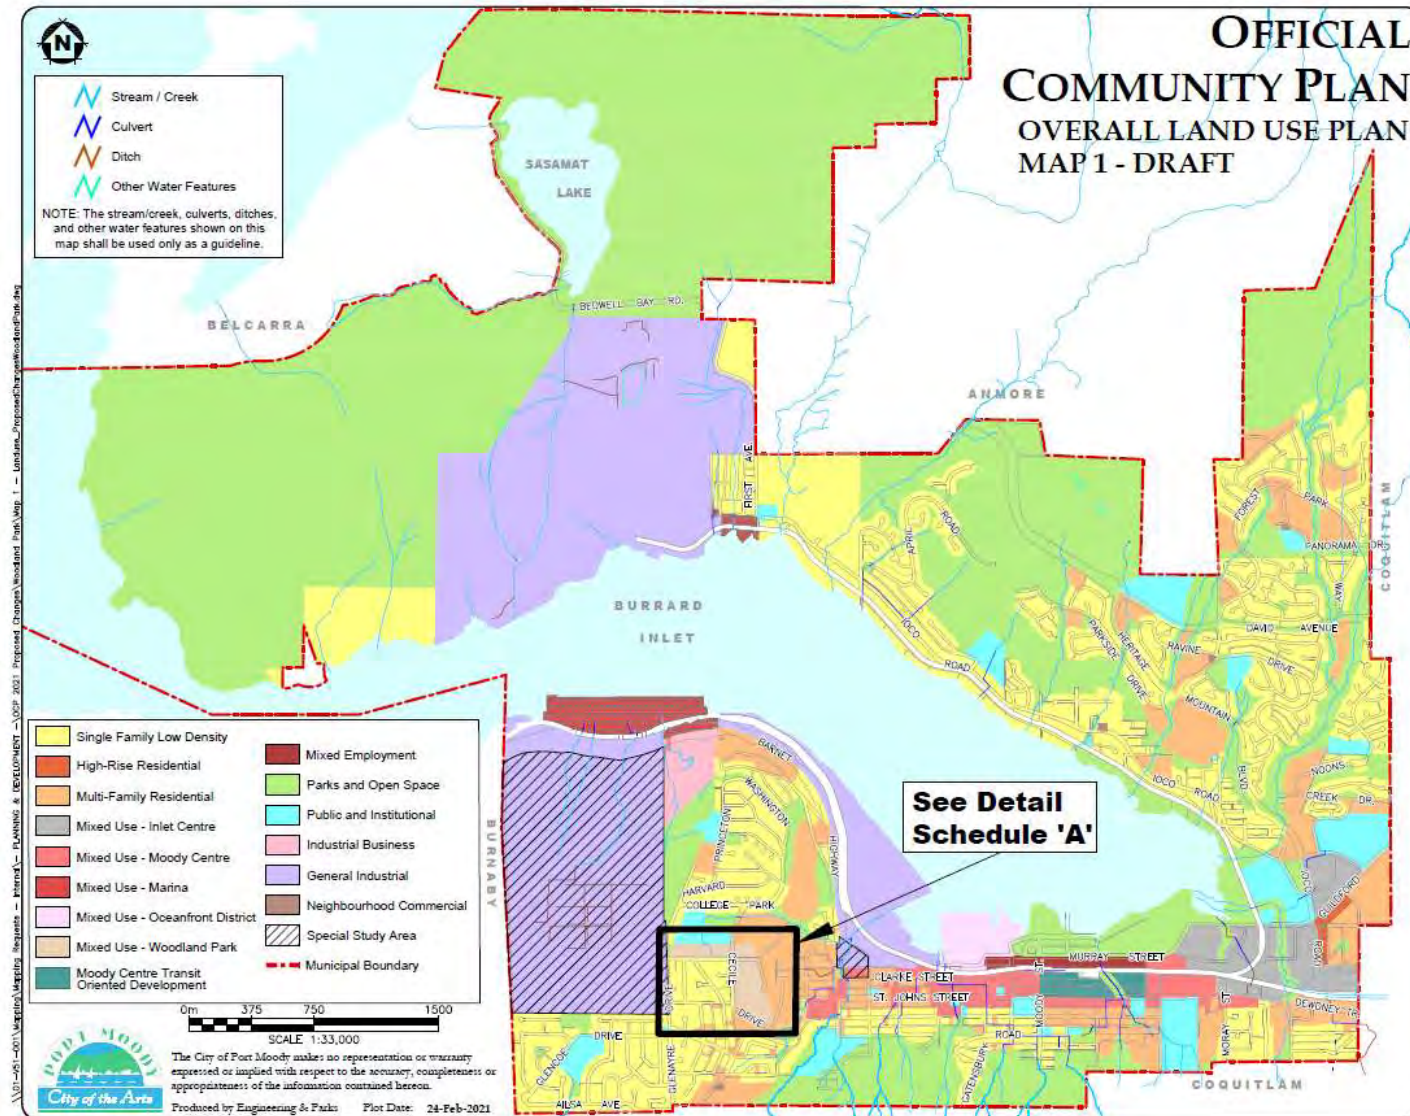 OFFICIAL
COMMUNITY PLAN
OVERALL LAND USE PLAN
MAP 1 - DRAFT
N
Stream / Creek
Culvert
Ditch
Other Water Features
NOTE: The stream/creek, culverts, ditches,
and other water features shown on this
map shall be used only as a guideline.
SASAMAT
LAKE
BEDWELL BAY RD.
BELCARRA
ANMORE
FIRST AVE
APRIL ROAD
FOREST PARK WAY
PANORAMA DR.
COQUITLAM
BURRARD
INLET
IOCO ROAD
DAVID AVENUE
HERITAGE
PARKSIDE DRIVE
RAVINE DRIVE
MOUNTAIN
BLVD
IOCO ROAD
NOONS
CREEK DR.
BARNET
HIGHWAY
WASHINGTON
PRINCETON
HARVARD
COLLEGE PARK
See Detail
Schedule 'A'
BURNABY
IOCO ROAD
GUILDFORD
CECILE
DRIVE
MURRAY STREET
CLARKE STREET
ST. JOHNS STREET
MOODY ST.
MORAY ST
DEWDNEY TR.
ROAD
GATENSBURY
GLENCOE
DRIVE
GLENAYRE
DRIVE
AILSA AVE
COQUITLAM
Single Family Low Density
High-Rise Residential
Multi-Family Residential
Mixed Use - Inlet Centre
Mixed Use - Moody Centre
Mixed Use - Marina
Mixed Use - Oceanfront District
Mixed Use - Woodland Park
Moody Centre Transit
Oriented Development
Mixed Employment
Parks and Open Space
Public and Institutional
Industrial Business
General Industrial
Neighbourhood Commercial
Special Study Area
Municipal Boundary
0m 375 750 1500
SCALE 1:33,000
PORT MOODY
City of the Arts
The City of Port Moody makes no representation or warranty
expressed or implied with respect to the accuracy, completeness or
appropriateness of the information contained hereon.
Produced by Engineering & Parks Plot Date: 24-Feb-2021